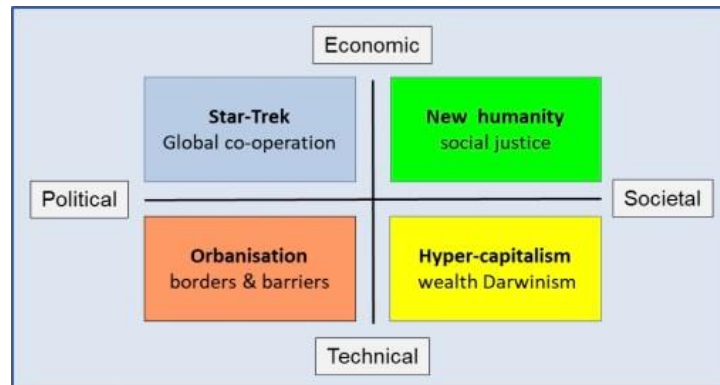 Economic
Star-Trek
Global co-operation
New humanity
social justice
Political
Societal
Orbanisation
borders & barriers
Hyper-capitalism
wealth Darwinism
Technical